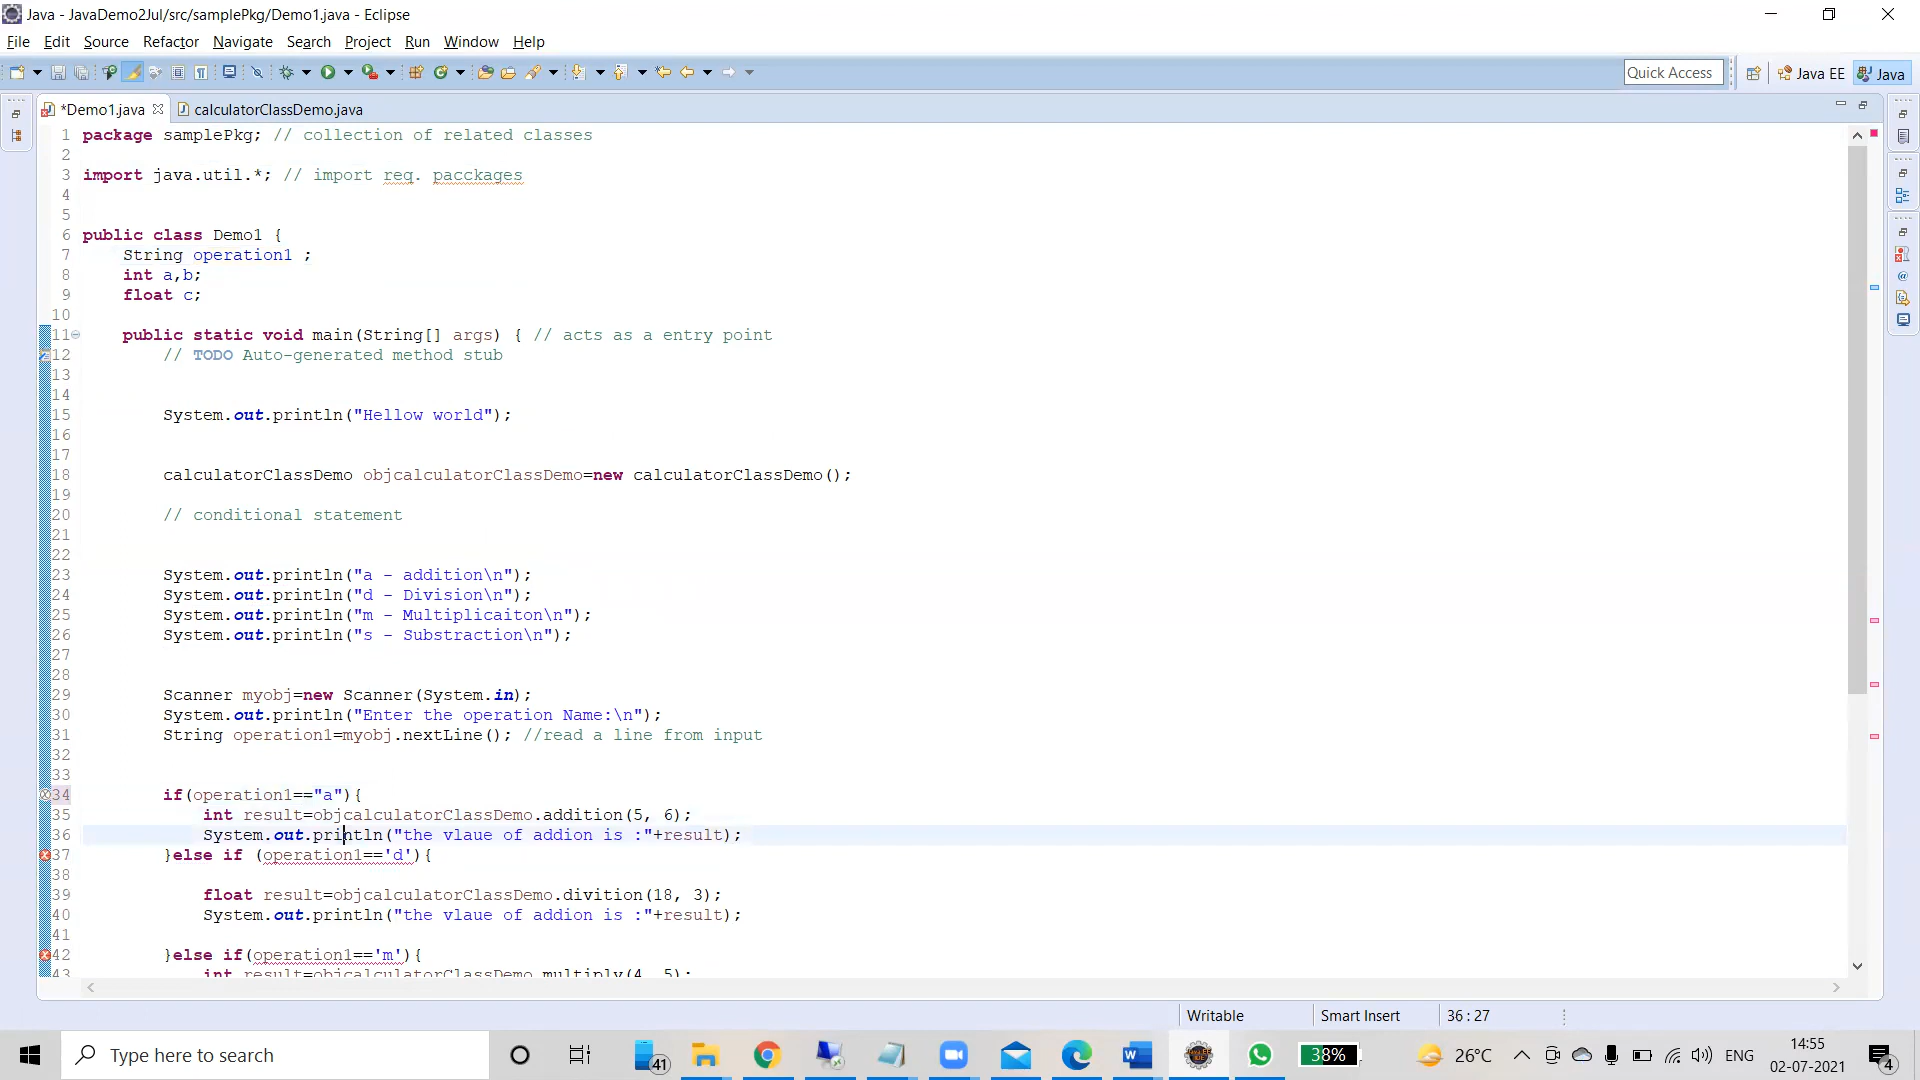 Java - JavaDemo2Jul/src/samplePkg/Demo1.java - Eclipse
File Edit Source Refactor Navigate Search Project Run Window Help
Quick Access Java EE Java
*Demo1.java calculatorClassDemo.java
1 package samplePkg; // collection of related classes
2
3 import java.util.*; // import req. pacckages
4
5
6 public class Demo1 {
7 String operation1 ;
8 int a,b;
9 float c;
10
11 public static void main(String[] args) { // acts as a entry point
12 // TODO Auto-generated method stub
13
14
15 System.out.println("Hellow world");
16
17
18 calculatorClassDemo objcalculatorClassDemo=new calculatorClassDemo();
19
20 // conditional statement
21
22
23 System.out.println("a - addition\n");
24 System.out.println("d - Division\n");
25 System.out.println("m - Multiplicaiton\n");
26 System.out.println("s - Substraction\n");
27
28
29 Scanner myobj=new Scanner(System.in);
30 System.out.println("Enter the operation Name:\n");
31 String operation1=myobj.nextLine(); //read a line from input
32
33
34 if(operation1=="a"){
35 int result=objcalculatorClassDemo.addition(5, 6);
36 System.out.println("the vlaue of addion is :"+result);
37 }else if (operation1=='d'){
38
39 float result=objcalculatorClassDemo.divition(18, 3);
40 System.out.println("the vlaue of addion is :"+result);
41
42 }else if(operation1=='m'){
43 int result=objcalculatorClassDemo.multiply(4, 5);
Writable Smart Insert 36 : 27
Type here to search 41 38% 26°C ENG 14:55
02-07-2021 4